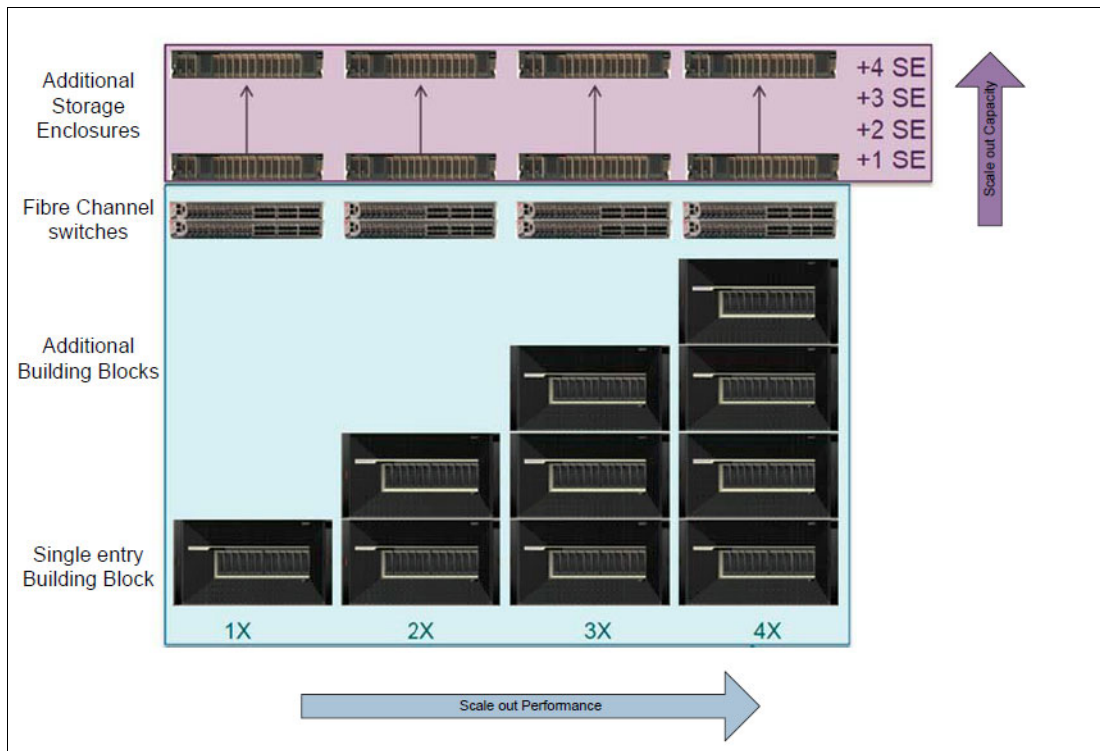 Additional
Storage
Enclosures
+4 SE
+3 SE
+2 SE
+1 SE
Scale out Capacity
Fibre Channel
switches
Additional
Building Blocks
Single entry
Building Block
1X
2X
3X
4X
Scale out Performance